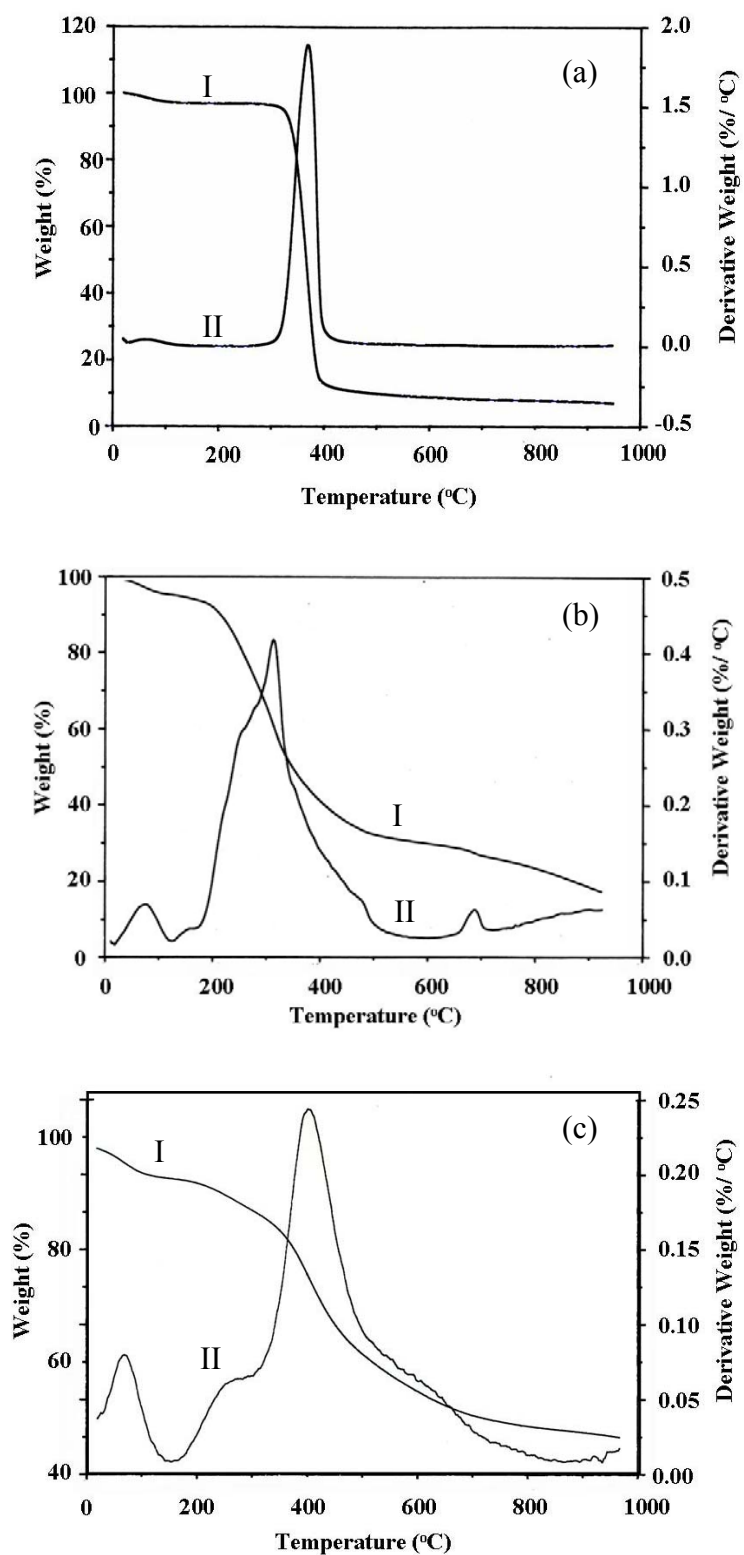 120
100
80
60
40
20
0
Weight (%)
2.0
1.5
1.0
0.5
0.0
-0.5
Derivative Weight (%/ °C)
(a)
I
II
0 200 400 600 800 1000
Temperature (°C)
100
80
60
40
20
0
Weight (%)
0.5
0.4
0.3
0.2
0.1
0.0
Derivative Weight (%/ °C)
(b)
I
II
0 200 400 600 800 1000
Temperature (°C)
100
80
60
40
Weight (%)
0.25
0.20
0.15
0.10
0.05
0.00
Derivative Weight (%/ °C)
(c)
I
II
0 200 400 600 800 1000
Temperature (°C)